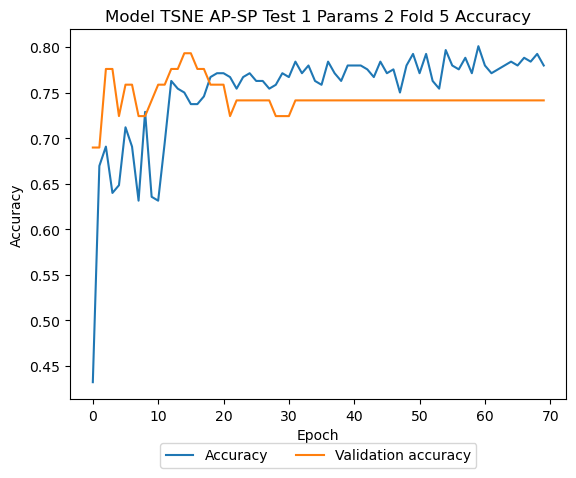 Model TSNE AP-SP Test 1 Params 2 Fold 5 Accuracy
0.80
0.75
0.70
0.65
0.60
0.55
0.50
0.45
Accuracy
0 10 20 30 40 50 60 70
Epoch
Accuracy Validation accuracy